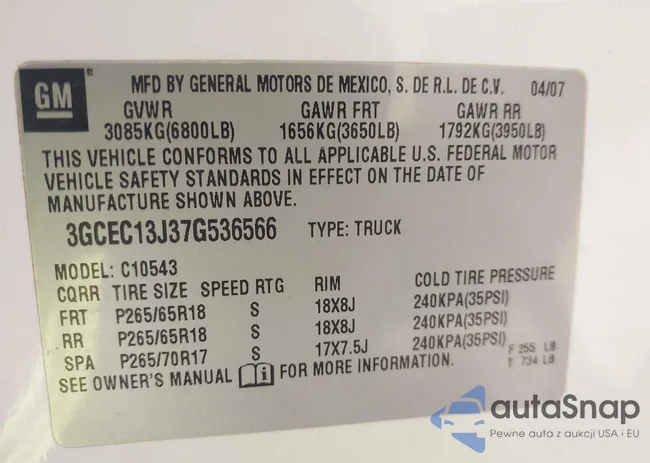 GM ® MFD BY GENERAL MOTORS DE MEXICO, S. DE R.L. DE C.V. 04/07
GVWR GAWR FRT GAWR RR
3085KG(6800LB) 1656KG(3650LB) 1792KG(3950LB)
THIS VEHICLE CONFORMS TO ALL APPLICABLE U.S. FEDERAL MOTOR
VEHICLE SAFETY STANDARDS IN EFFECT ON THE DATE OF
MANUFACTURE SHOWN ABOVE.
3GCEC13J37G536566 TYPE: TRUCK
MODEL: C10543
CQRR TIRE SIZE SPEED RTG RIM COLD TIRE PRESSURE
FRT P265/65R18 S 18X8J 240KPA(35PSI)
RR P265/65R18 S 18X8J 240KPA(35PSI)
SPA P265/70R17 S 17X7.5J 240KPA(35PSI) F 255 LB
T 734 LB
SEE OWNER'S MANUAL i FOR MORE INFORMATION.
autaSnap
Pewne auta z aukcji USA i EU